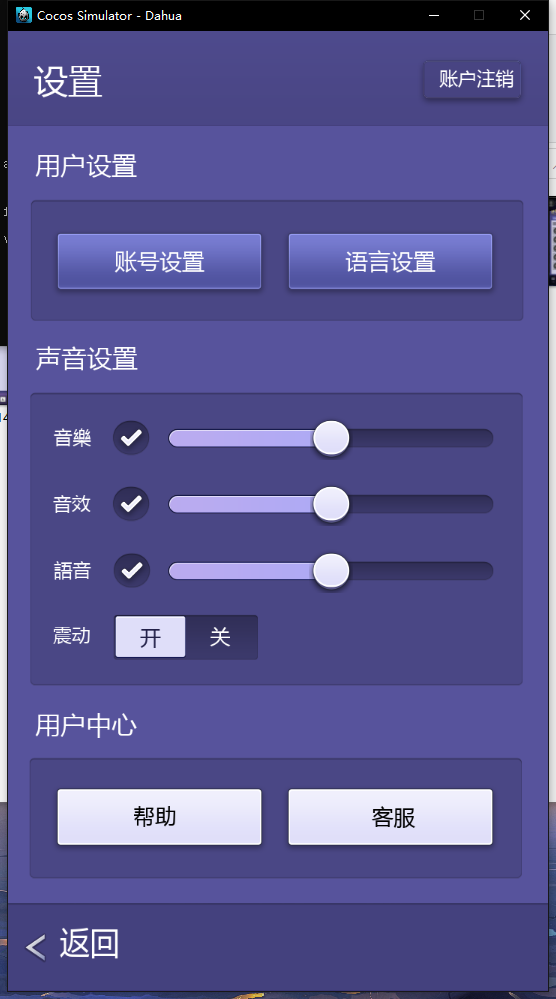 Cocos Simulator - Dahua
设置
账户注销
用户设置
账号设置
语言设置
声音设置
音樂
音效
語音
震动
开
关
用户中心
帮助
客服
返回